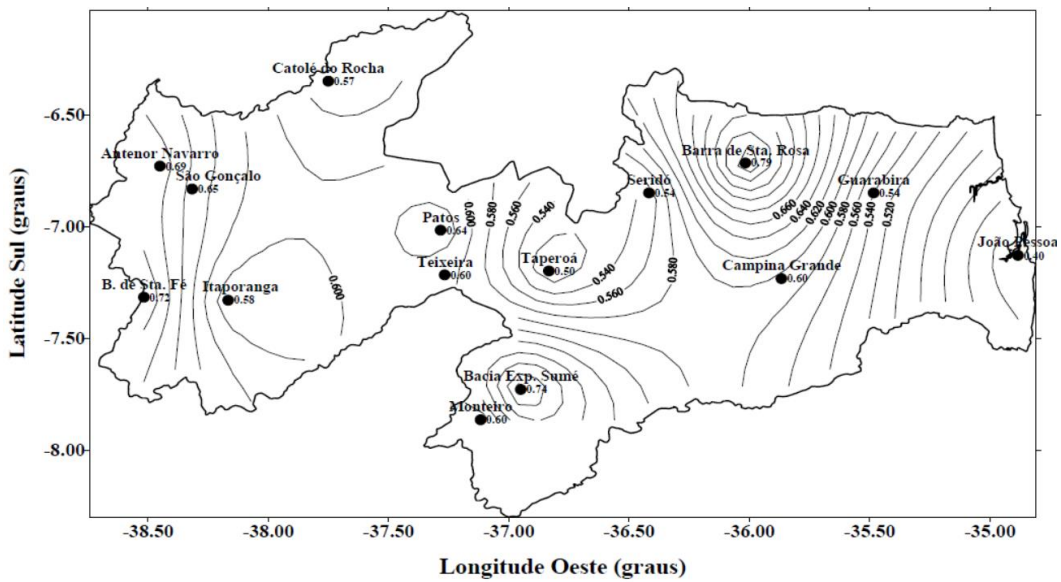 Catolé do Rocha
0.57
-6.50
Antenor Navarro
0.69
São Gonçalo
0.65
Barra de Sta. Rosa
0.79
Seridó
0.54
Guarabira
0.54
0.660
0.640
0.620
0.600
0.580
0.560
0.540
0.520
-7.00
Patos
0.64
0.600
0.580
0.560
0.540
João Pessoa
0.40
Teixeira
0.60
Taperoá
0.50
0.540
0.560
0.580
Campina Grande
0.60
B. de Sta. Fé
0.72
Itaporanga
0.58
0.600
-7.50
Bacia Exp. Sumé
0.74
Monteiro
0.60
-8.00
Latitude Sul (graus)
-38.50 -38.00 -37.50 -37.00 -36.50 -36.00 -35.50 -35.00
Longitude Oeste (graus)